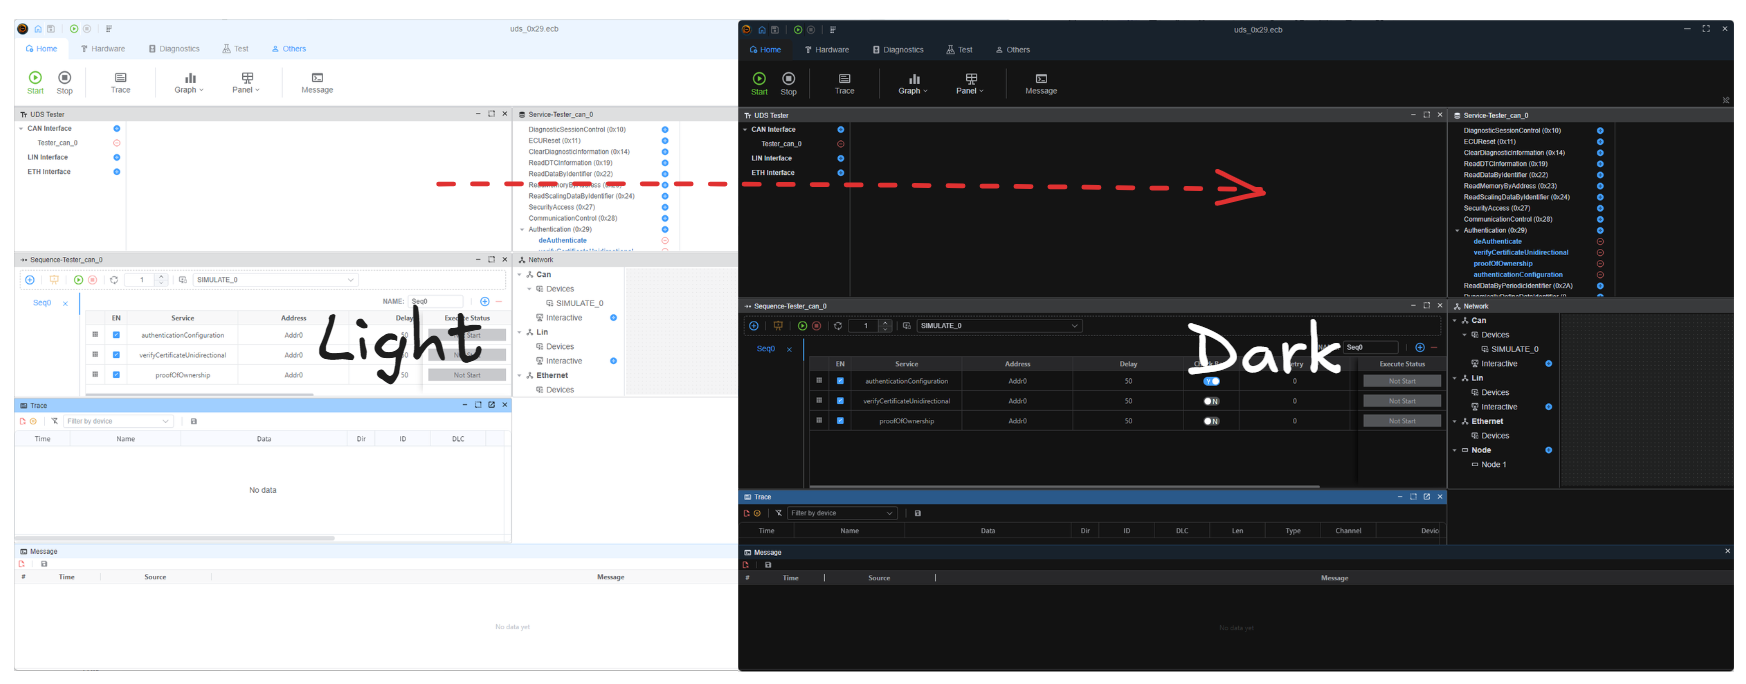 uds_0x29.ecb
Home Hardware Diagnostics Test Others
Start Stop Trace Graph Panel Message
UDS Tester
CAN Interface
Tester_can_0
LIN Interface
ETH Interface
Service-Tester_can_0
DiagnosticSessionControl (0x10)
ECUReset (0x11)
ClearDiagnosticInformation (0x14)
ReadDTCInformation (0x19)
ReadDataByIdentifier (0x22)
ReadScalingDataByIdentifier (0x24)
SecurityAccess (0x27)
CommunicationControl (0x28)
Authentication (0x29)
deAuthenticate
verifyCertificateUnidirectional
Sequence-Tester_can_0
1 SIMULATE_0
Seq0 NAME: Seq0
EN Service Address Delay Execute Status
authenticationConfiguration Addr0 50 Start
verifyCertificateUnidirectional Addr0
proofOfOwnership Addr0 50 Not Start
Light
Network
Can
Devices
SIMULATE_0
Interactive
Lin
Devices
Interactive
Ethernet
Devices
Trace
Filter by device
Time Name Data Dir ID DLC
No data
Message
# Time Source Message
No data yet
uds_0x29.ecb
Home Hardware Diagnostics Test Others
Start Stop Trace Graph Panel Message
UDS Tester
CAN Interface
Tester_can_0
LIN Interface
ETH Interface
Service-Tester_can_0
DiagnosticSessionControl (0x10)
ECUReset (0x11)
ClearDiagnosticInformation (0x14)
ReadDTCInformation (0x19)
ReadDataByIdentifier (0x22)
ReadMemoryByAddress (0x23)
ReadScalingDataByIdentifier (0x24)
SecurityAccess (0x27)
CommunicationControl (0x28)
Authentication (0x29)
deAuthenticate
verifyCertificateUnidirectional
proofOfOwnership
authenticationConfiguration
ReadDataByPeriodicIdentifier (0x2A)
Sequence-Tester_can_0
1 SIMULATE_0
Seq0 Seq0
EN Service Address Delay Execute Status
authenticationConfiguration Addr0 50 Y 0 Not Start
verifyCertificateUnidirectional Addr0 50 N 0 Not Start
proofOfOwnership Addr0 50 N 0 Not Start
Dark
Network
Can
Devices
SIMULATE_0
Interactive
Lin
Devices
Interactive
Ethernet
Devices
Node
Node 1
Trace
Filter by device
Time Name Data Dir ID DLC Len Type Channel Devic
Message
# Time Source Message
No data yet